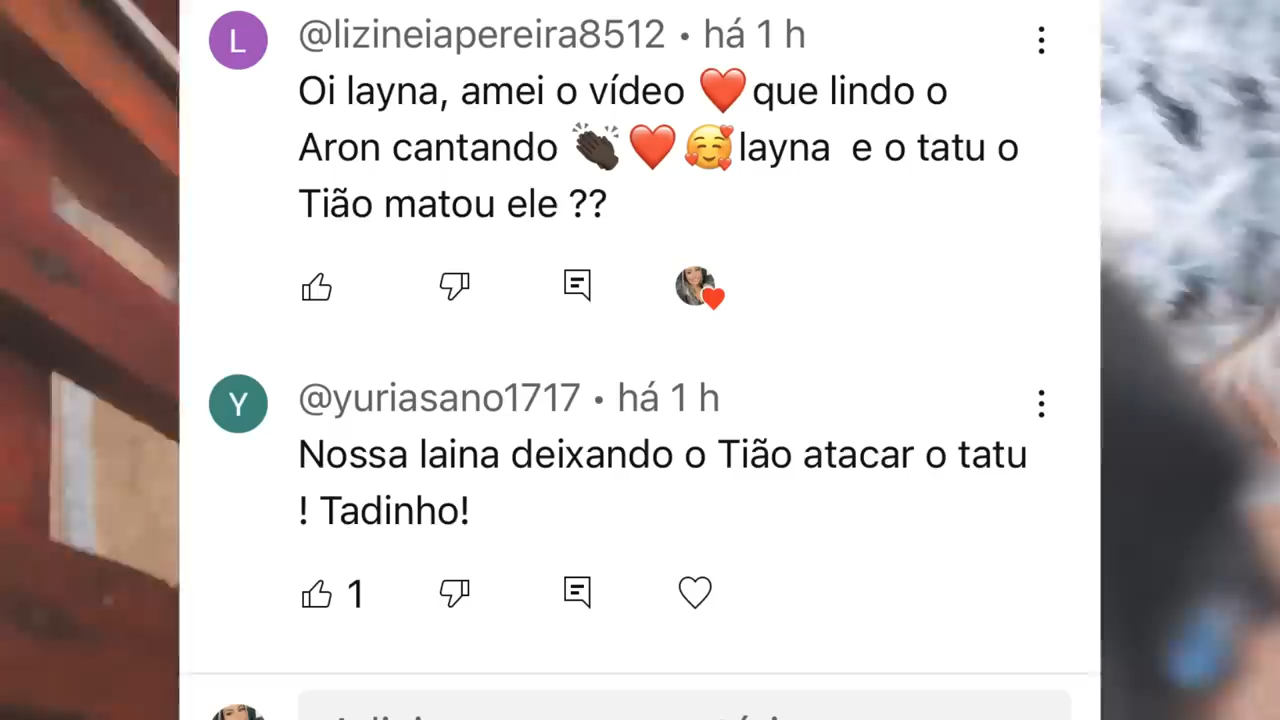 L
@lizineiapereira8512 • há 1 h
Oi layna, amei o vídeo ❤️ que lindo o
Aron cantando 👏🏿❤️🥰 layna e o tatu o
Tião matou ele ??
Y
@yuriasano1717 • há 1 h
Nossa laina deixando o Tião atacar o tatu
! Tadinho!
1